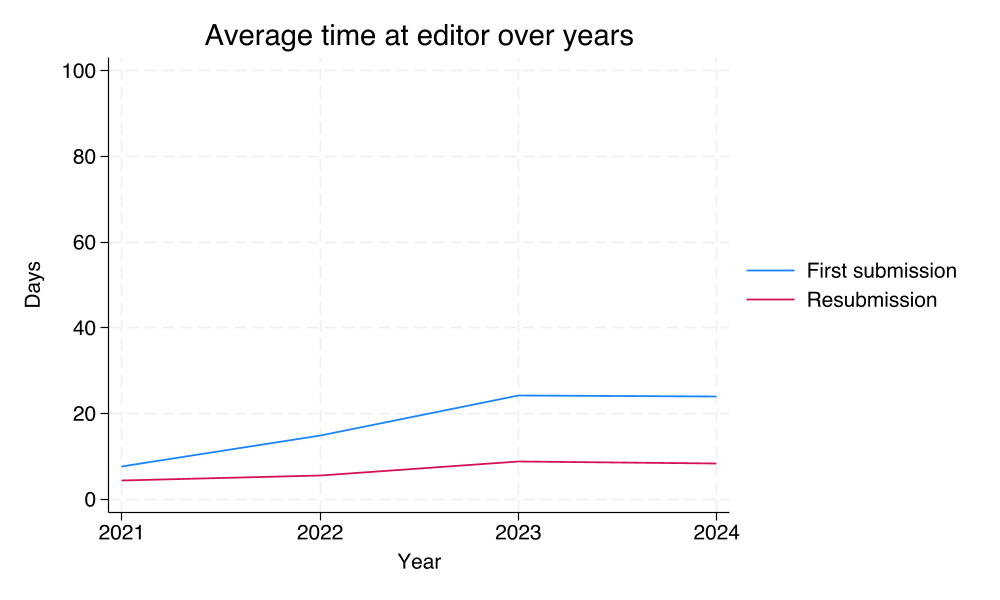 Average time at editor over years
100
80
60
40
20
0
Days
2021 2022 2023 2024
Year
First submission
Resubmission